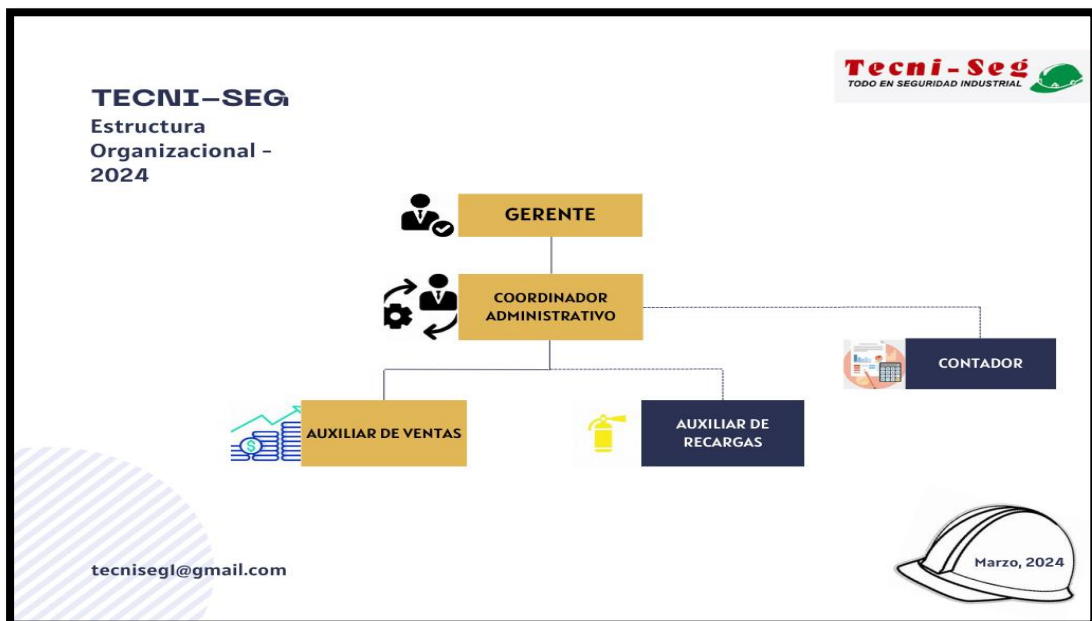 Tecni-Seg
TODO EN SEGURIDAD INDUSTRIAL
TECNI-SEG
Estructura
Organizacional -
2024
GERENTE
COORDINADOR
ADMINISTRATIVO
CONTADOR
AUXILIAR DE VENTAS
AUXILIAR DE
RECARGAS
tecnisegl@gmail.com
Marzo, 2024